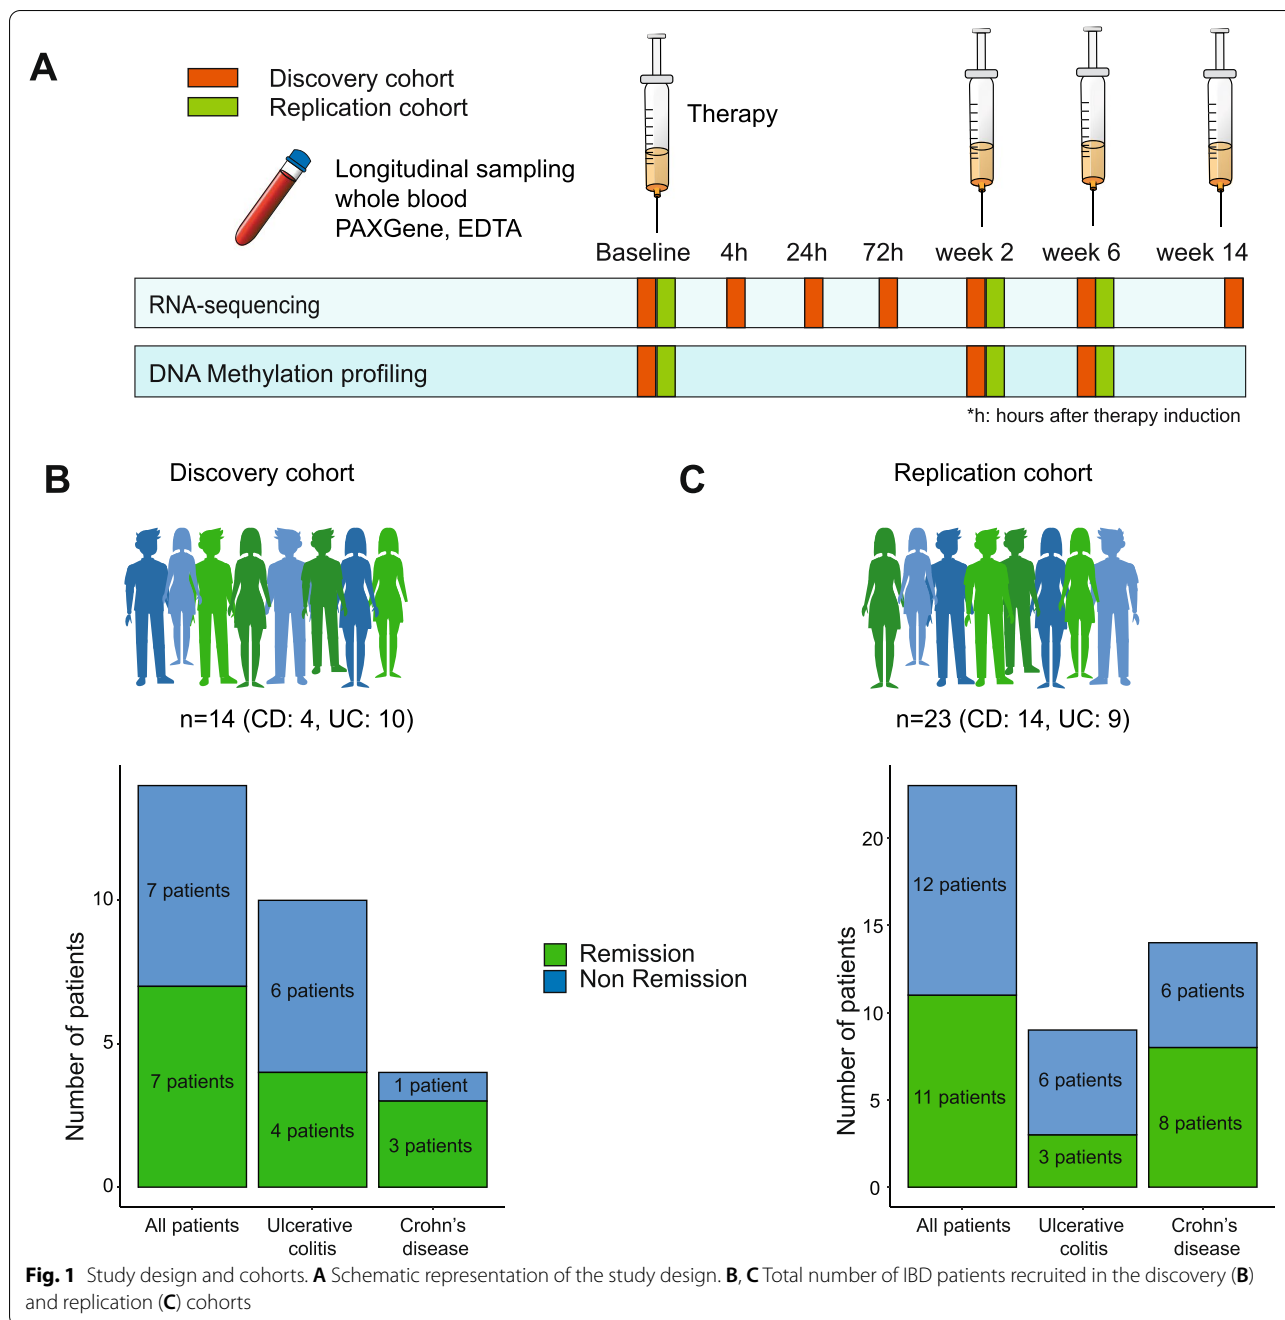 A
Discovery cohort
Replication cohort
Longitudinal sampling
whole blood
PAXGene, EDTA
Therapy
Baseline 4h 24h 72h week 2 week 6 week 14
RNA-sequencing
DNA Methylation profiling
*h: hours after therapy induction
B
Discovery cohort
n=14 (CD: 4, UC: 10)
Number of patients
10
5
0
7 patients
7 patients
6 patients
4 patients
1 patient
3 patients
All patients
Ulcerative
colitis
Crohn's
disease
Remission
Non Remission
C
Replication cohort
n=23 (CD: 14, UC: 9)
Number of patients
20
15
10
5
0
12 patients
11 patients
6 patients
3 patients
6 patients
8 patients
All patients
Ulcerative
colitis
Crohn's
disease
Fig. 1 Study design and cohorts. A Schematic representation of the study design. B, C Total number of IBD patients recruited in the discovery (B)
and replication (C) cohorts